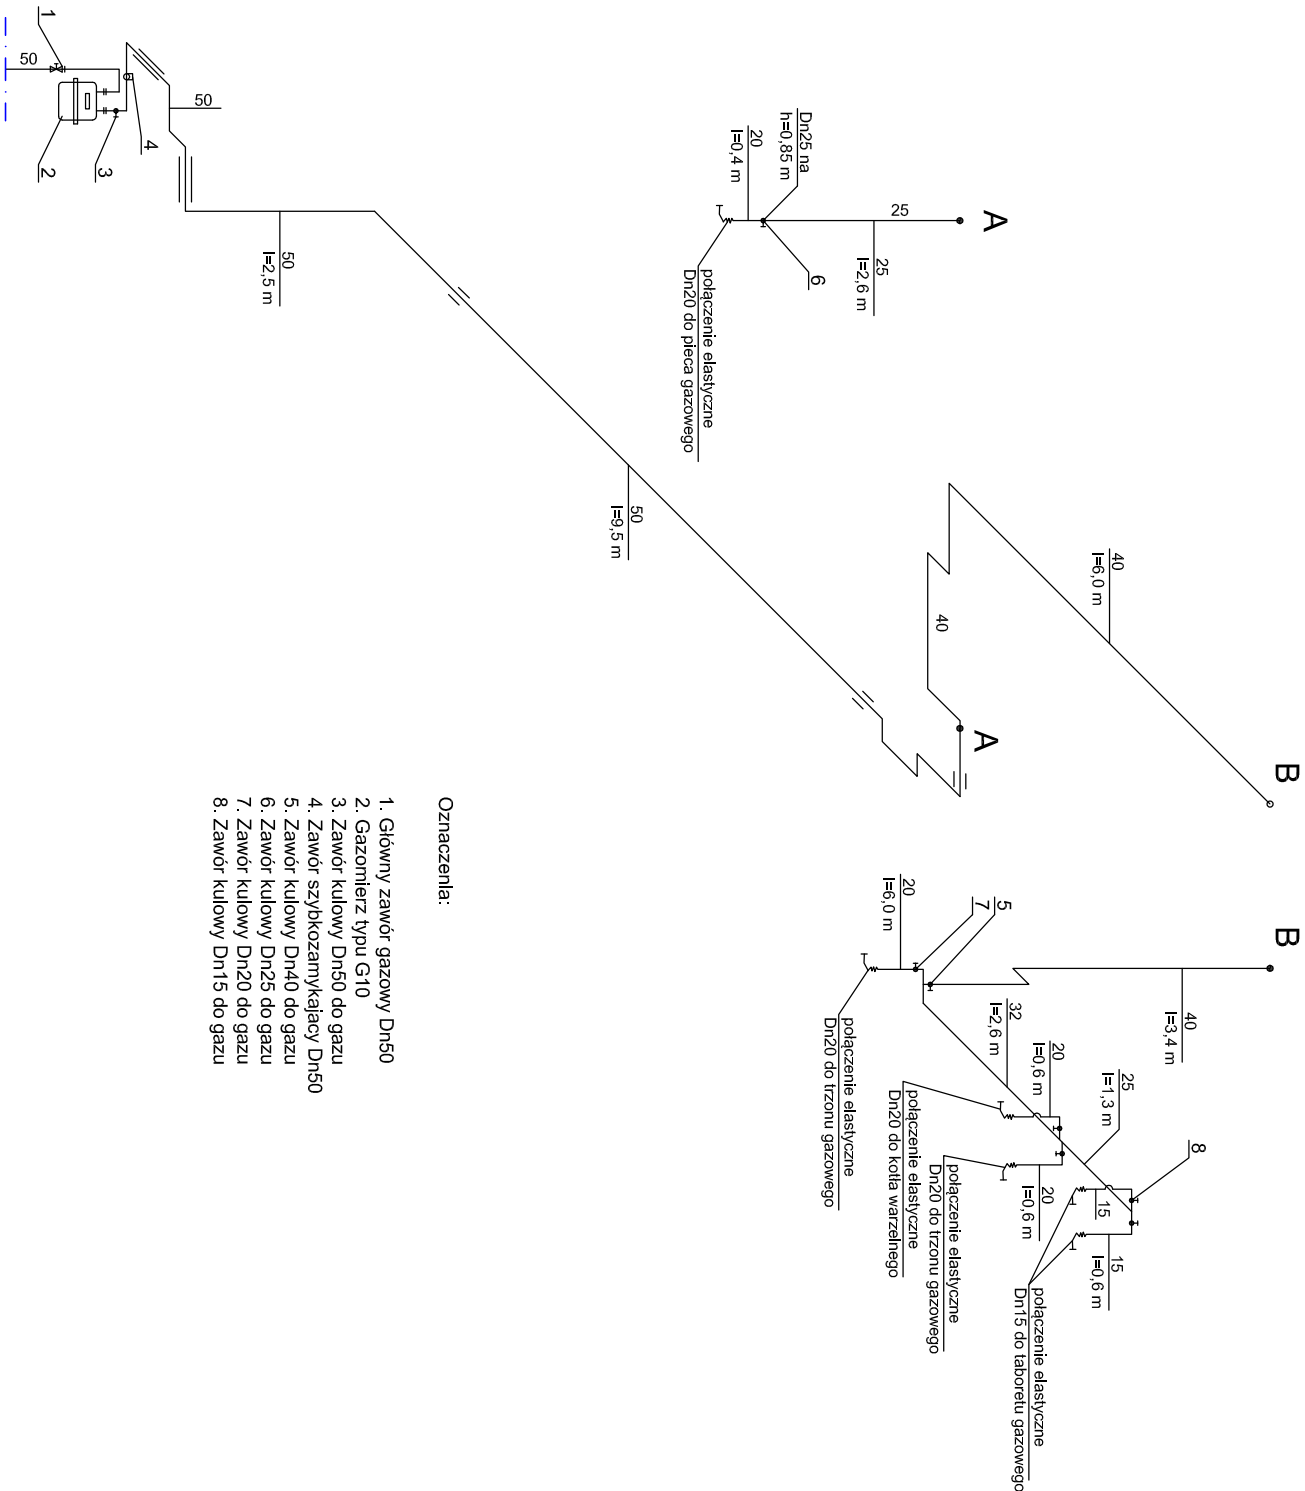 1
50
2
3
4
50
50
l=2,5 m
50
l=9,5 m
A
25
25
l=2,6 m
Dn25 na
h=0,85 m
20
l=0,4 m
6
połączenie elastyczne
Dn20 do pieca gazowego
A
40
40
l=6,0 m
B
B
40
l=3,4 m
5
7
20
l=6,0 m
połączenie elastyczne
Dn20 do trzonu gazowego
32
l=2,6 m
20
l=0,6 m
połączenie elastyczne
Dn20 do kotła warzelnego
20
l=0,6 m
połączenie elastyczne
Dn20 do trzonu gazowego
25
l=1,3 m
8
15
15
l=0,6 m
połączenie elastyczne
Dn15 do taboretu gazowego
Oznaczenia:
1. Główny zawór gazowy Dn50
2. Gazomierz typu G10
3. Zawór kulowy Dn50 do gazu
4. Zawór szybkozamykajacy Dn50
5. Zawór kulowy Dn40 do gazu
6. Zawór kulowy Dn25 do gazu
7. Zawór kulowy Dn20 do gazu
8. Zawór kulowy Dn15 do gazu